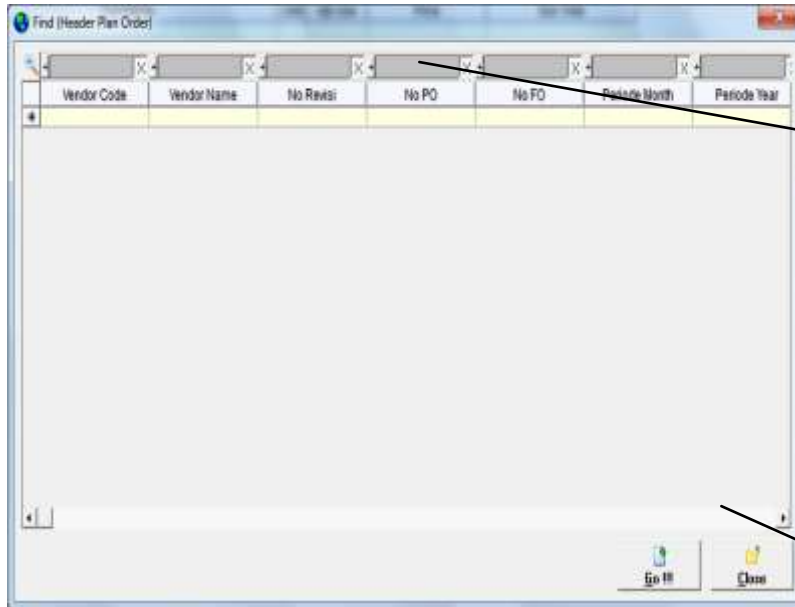 Find (Header Plan Order)
Vendor Code Vendor Name No Revisi No PO No FO Periode Month Periode Year
Go !!! Close